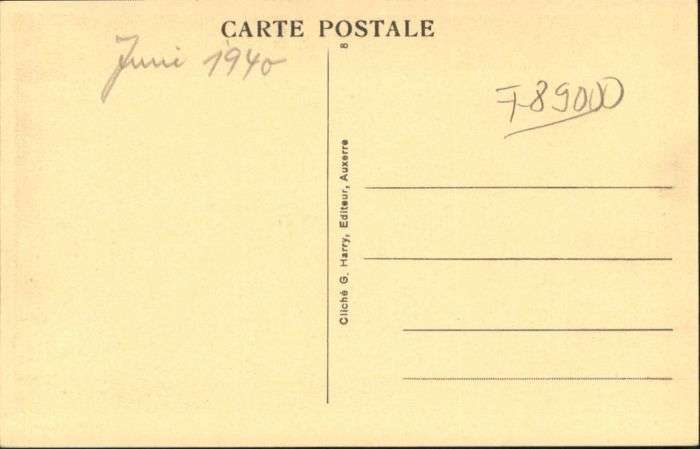 CARTE POSTALE
Juni 1940
8
F-89000
Cliché G. Harry, Editeur, Auxerre